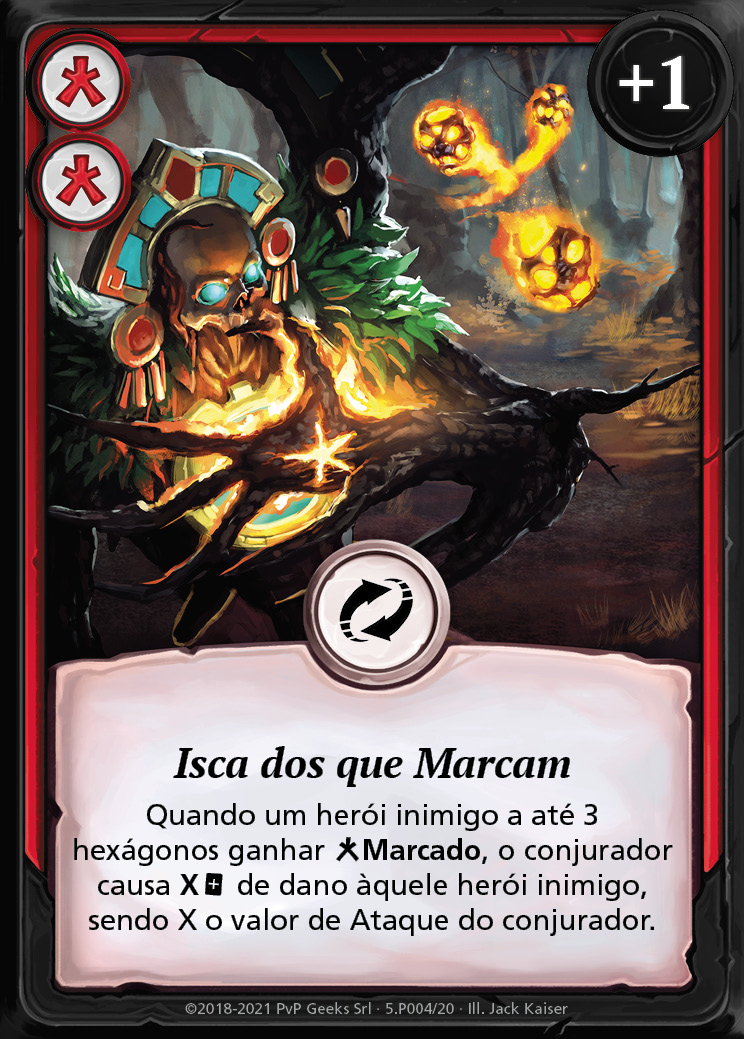 +1
Isca dos que Marcam
Quando um herói inimigo a até 3
hexágonos ganhar Marcado, o conjurador
causa X+ de dano àquele herói inimigo,
sendo X o valor de Ataque do conjurador.
©2018-2021 PvP Geeks Srl · 5.P004/20 · Ill. Jack Kaiser